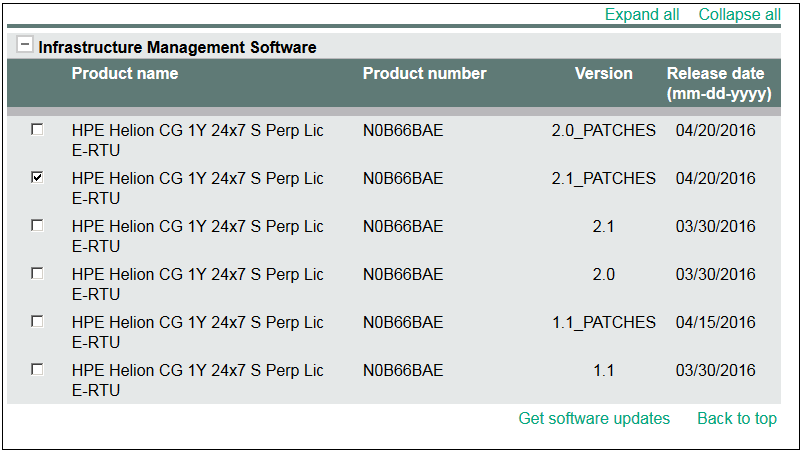 Expand all Collapse all
Infrastructure Management Software
Product name Product number Version Release date
(mm-dd-yyyy)
HPE Helion CG 1Y 24x7 S Perp Lic N0B66BAE 2.0_PATCHES 04/20/2016
E-RTU
HPE Helion CG 1Y 24x7 S Perp Lic N0B66BAE 2.1_PATCHES 04/20/2016
E-RTU
HPE Helion CG 1Y 24x7 S Perp Lic N0B66BAE 2.1 03/30/2016
E-RTU
HPE Helion CG 1Y 24x7 S Perp Lic N0B66BAE 2.0 03/30/2016
E-RTU
HPE Helion CG 1Y 24x7 S Perp Lic N0B66BAE 1.1_PATCHES 04/15/2016
E-RTU
HPE Helion CG 1Y 24x7 S Perp Lic N0B66BAE 1.1 03/30/2016
E-RTU
Get software updates Back to top